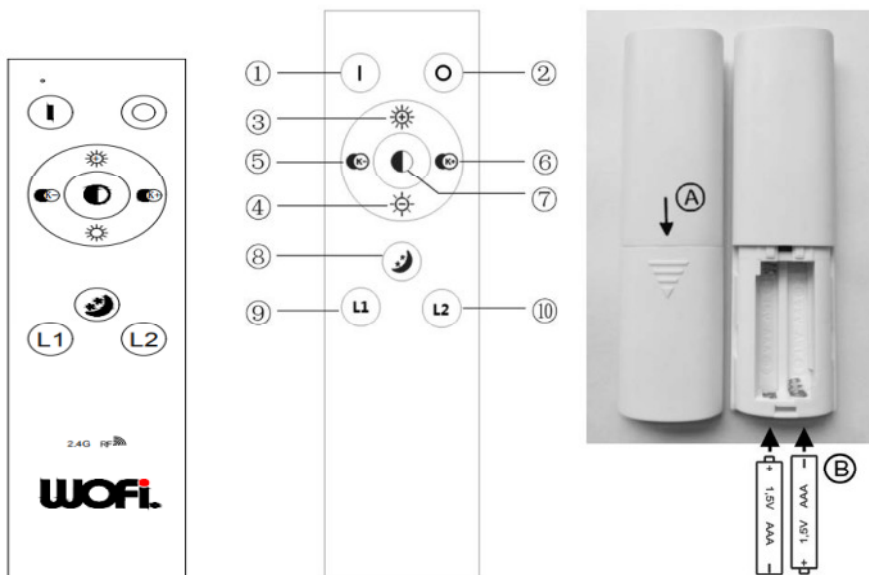 K-
K+
L1
L2
2.4G RF
WOFi.
①
I
O
②
③
⑤
K-
K+
⑥
⑦
④
⑧
⑨
L1
L2
⑩
A
B
+ 1,5V AAA -
+ 1,5V AAA -